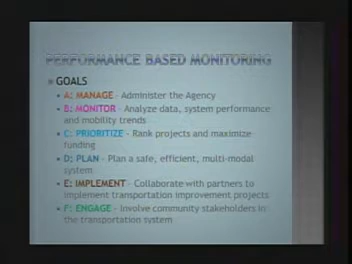 PERFORMANCE BASED MONITORING
GOALS
A: MANAGE - Administer the Agency
B: MONITOR - Analyze data, system performance
and mobility trends
C: PRIORITIZE - Rank projects and maximize
funding
D: PLAN - Plan a safe, efficient, multi-modal
system
E: IMPLEMENT - Collaborate with partners to
implement transportation improvement projects
F: ENGAGE - Involve community stakeholders in
the transportation system